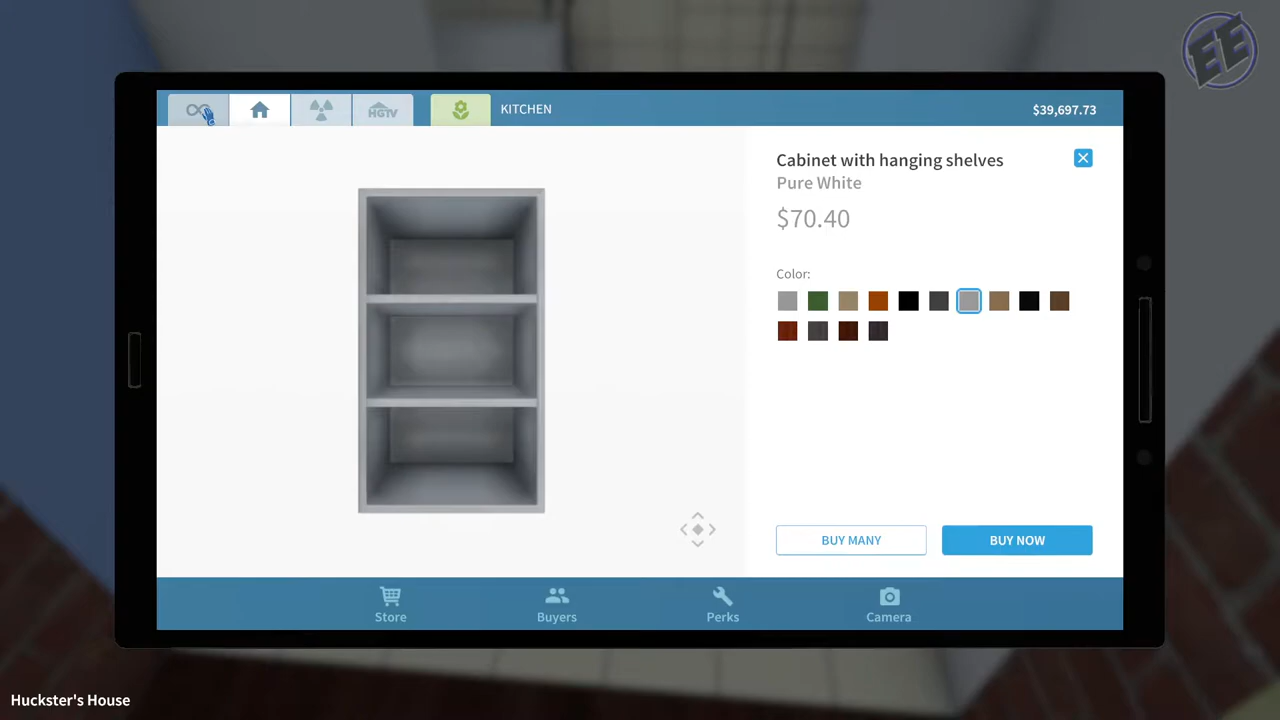 EE
HGTV
KITCHEN
$39,697.73
Cabinet with hanging shelves
Pure White
$70.40
Color:
BUY MANY
BUY NOW
Store
Buyers
Perks
Camera
Huckster's House